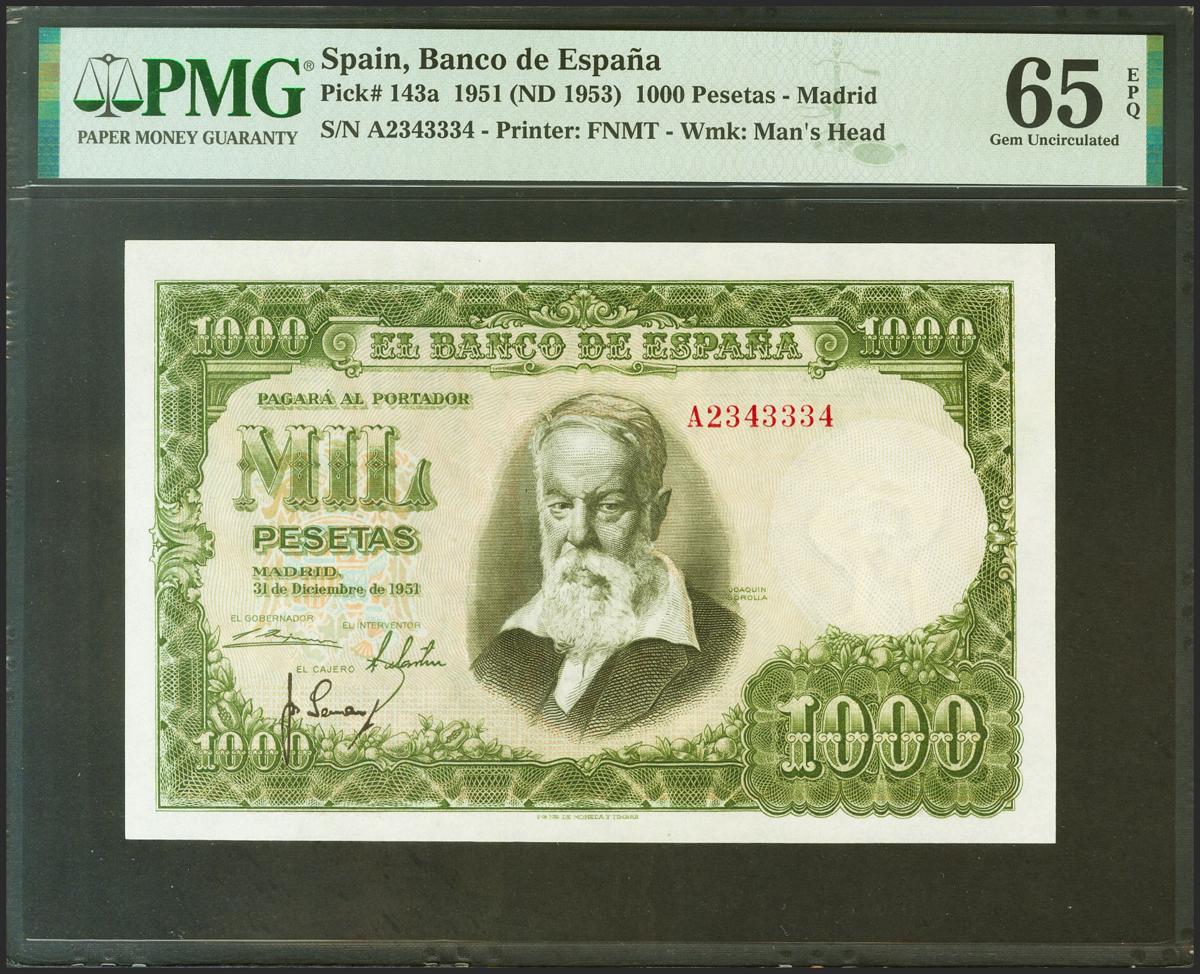 PMG®
PAPER MONEY GUARANTY
Spain, Banco de España
Pick# 143a 1951 (ND 1953) 1000 Pesetas - Madrid
S/N A2343334 - Printer: FNMT - Wmk: Man's Head
65
EPQ
Gem Uncirculated
1000
EL BANCO DE ESPAÑA
1000
PAGARÁ AL PORTADOR
A2343334
MIL
PESETAS
MADRID,
31 de Diciembre de 1951
JOAQUIN
SOROLLA
EL GOBERNADOR
EL INTERVENTOR
EL CAJERO
1000
1000